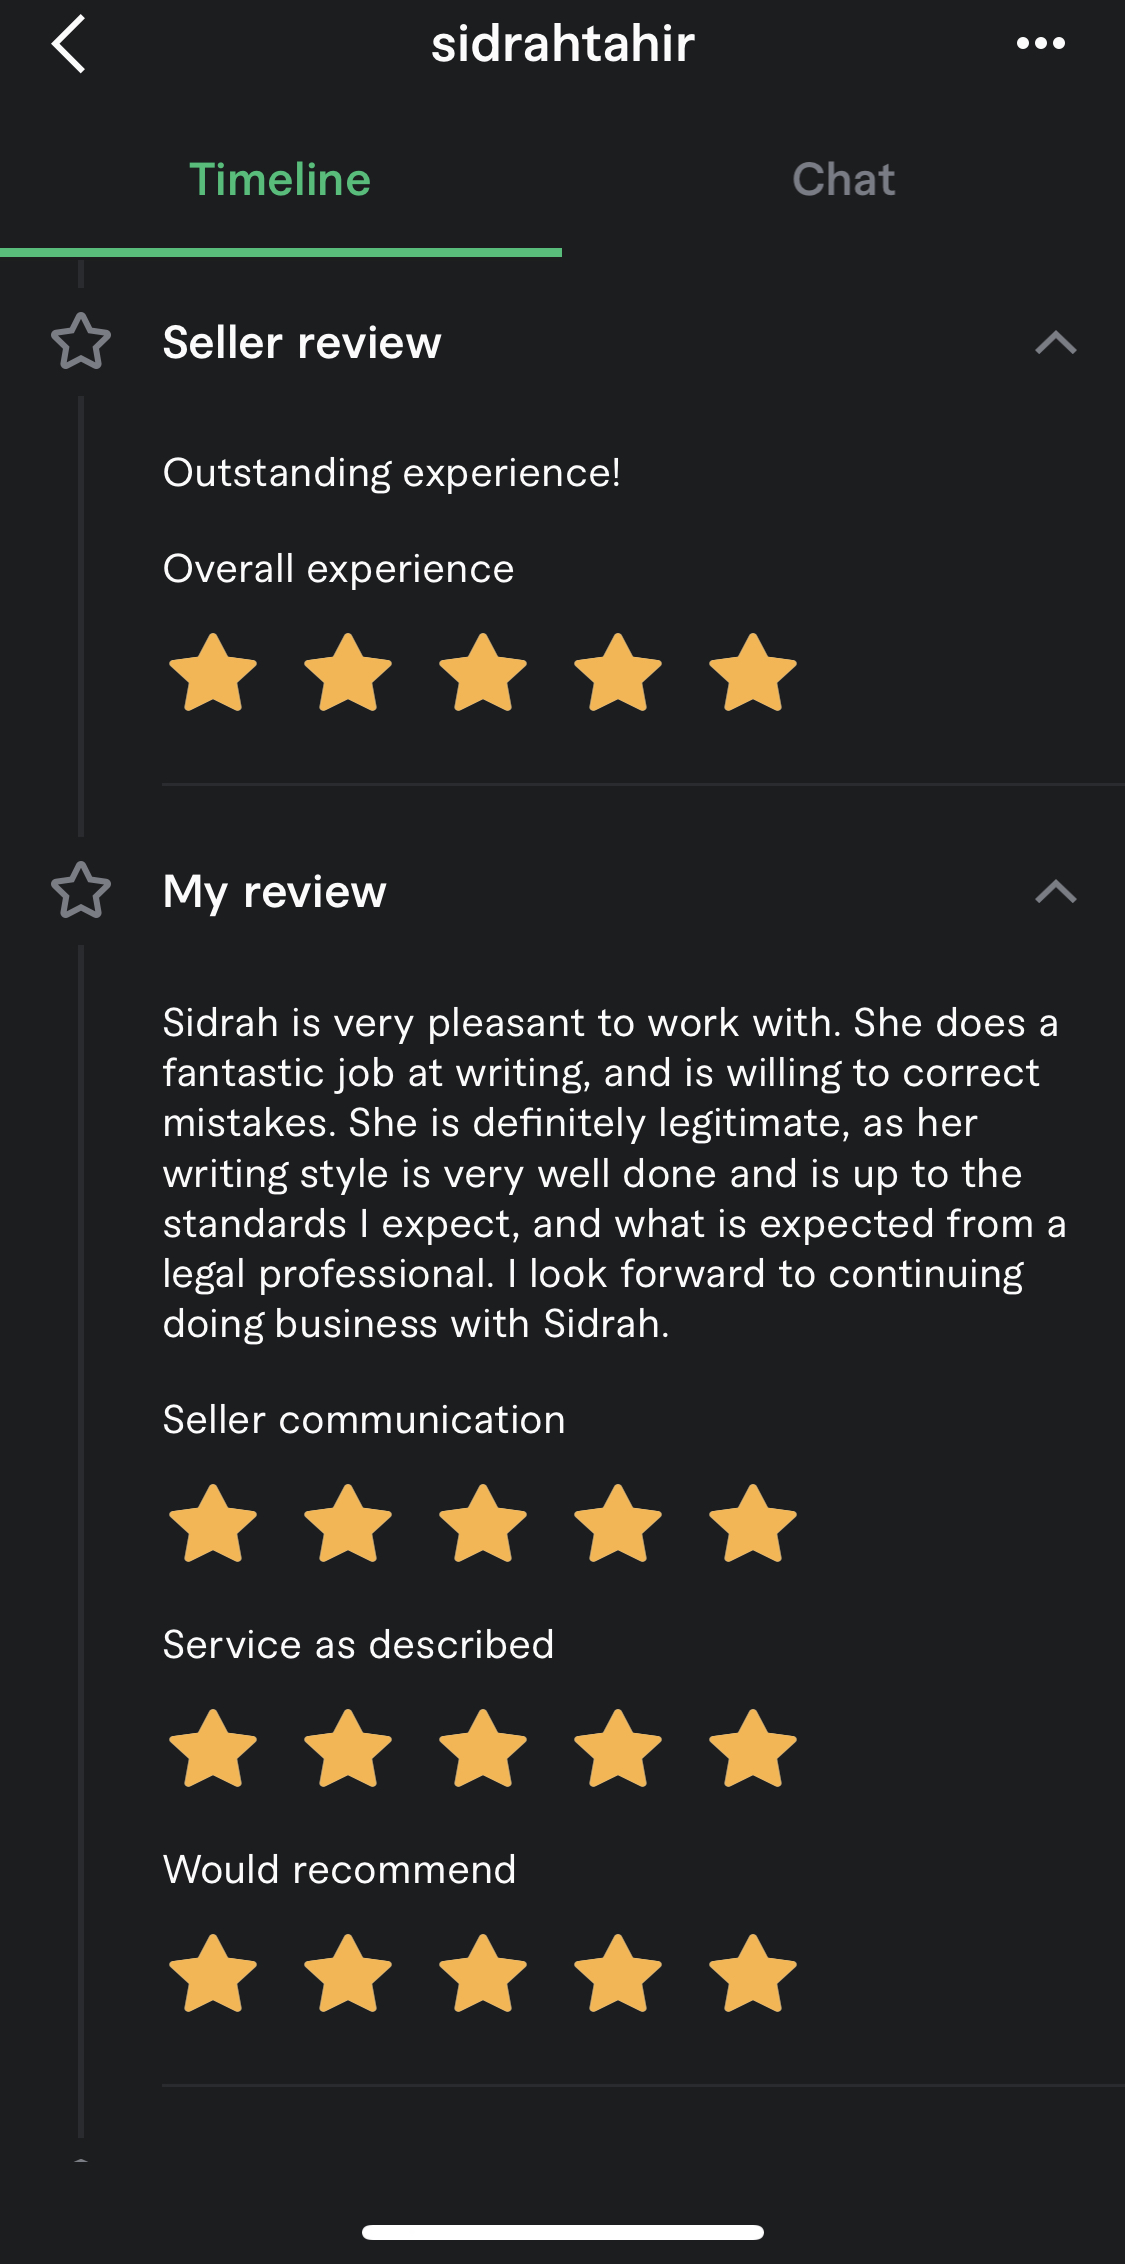 sidrahtahir
Timeline
Chat
Seller review
Outstanding experience!
Overall experience
My review
Sidrah is very pleasant to work with. She does a
fantastic job at writing, and is willing to correct
mistakes. She is definitely legitimate, as her
writing style is very well done and is up to the
standards I expect, and what is expected from a
legal professional. I look forward to continuing
doing business with Sidrah.
Seller communication
Service as described
Would recommend